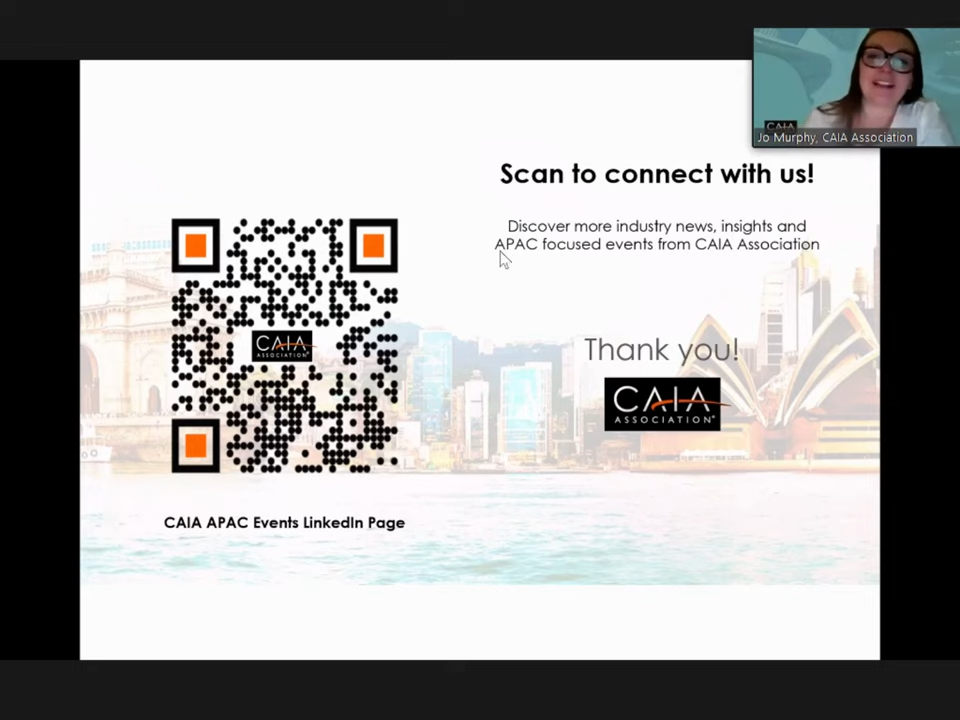 CAIA
Jo Murphy, CAIA Association
Scan to connect with us!
Discover more industry news, insights and
APAC focused events from CAIA Association
CAIA
ASSOCIATION®
Thank you!
CAIA
ASSOCIATION®
CAIA APAC Events LinkedIn Page